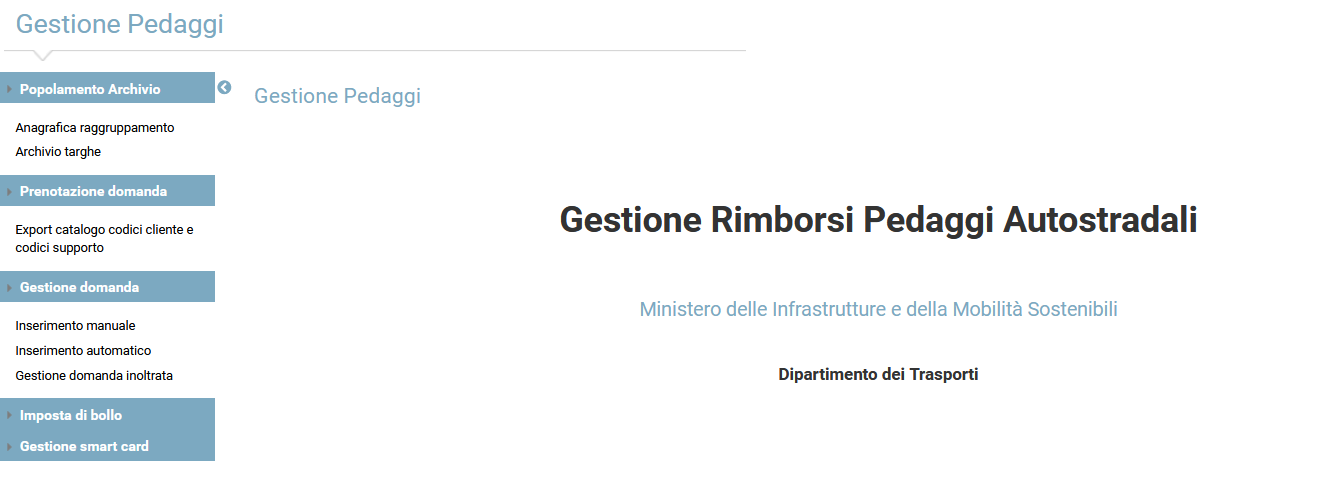 Gestione Pedaggi
Popolamento Archivio
Anagrafica raggruppamento
Archivio targhe
Prenotazione domanda
Export catalogo codici cliente e
codici supporto
Gestione domanda
Inserimento manuale
Inserimento automatico
Gestione domanda inoltrata
Imposta di bollo
Gestione smart card
Gestione Pedaggi
Gestione Rimborsi Pedaggi Autostradali
Ministero delle Infrastrutture e della Mobilità Sostenibili
Dipartimento dei Trasporti